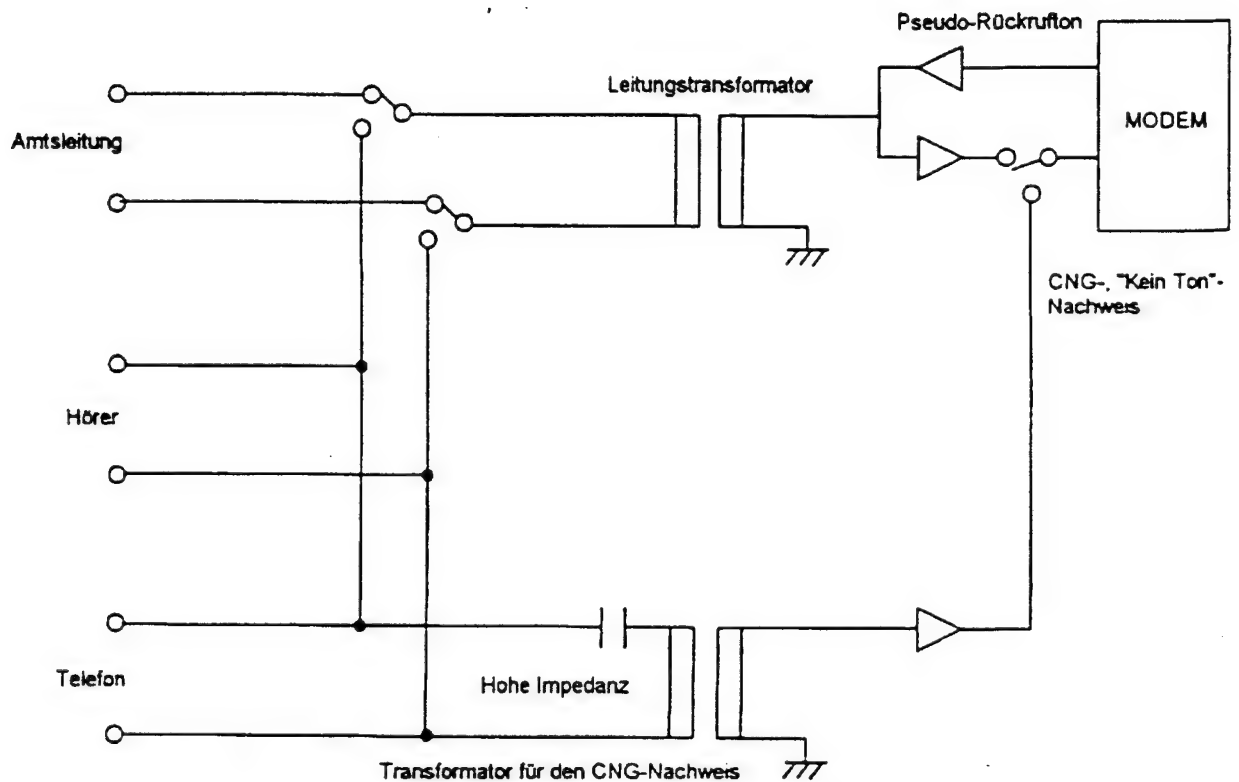 Pseudo-Rückrufton
Leitungstransformator
MODEM
Amtsleitung
CNG-, "Kein Ton"-
Nachweis
Hörer
Telefon
Hohe Impedanz
Transformator für den CNG-Nachweis